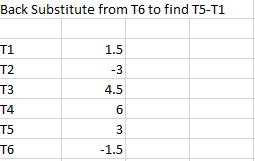 Back Substitute from T6 to find T5-T1
T1 1.5
T2 -3
T3 4.5
T4 6
T5 3
T6 -1.5